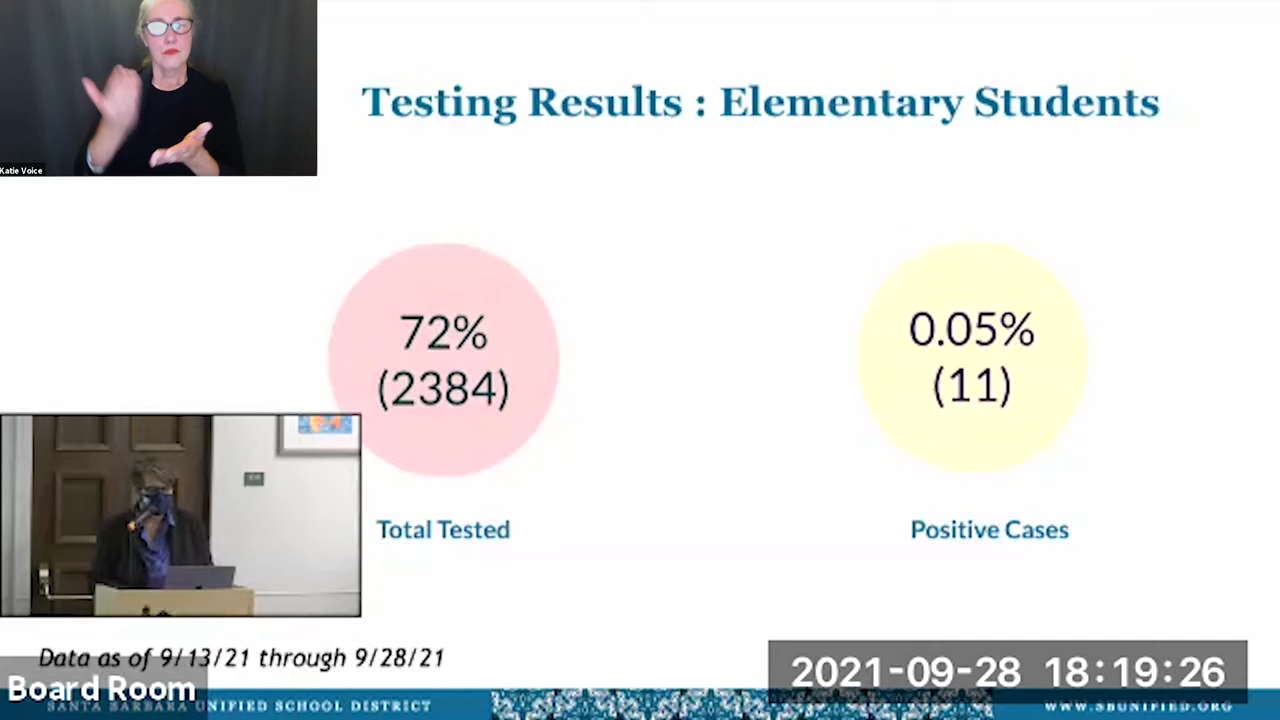 Katie Voice
Testing Results : Elementary Students
72%
(2384)
Total Tested
0.05%
(11)
Positive Cases
Data as of 9/13/21 through 9/28/21
Board Room
2021-09-28 18:19:26
SANTA BARBARA UNIFIED SCHOOL DISTRICT
WWW.SBUNIFIED.ORG